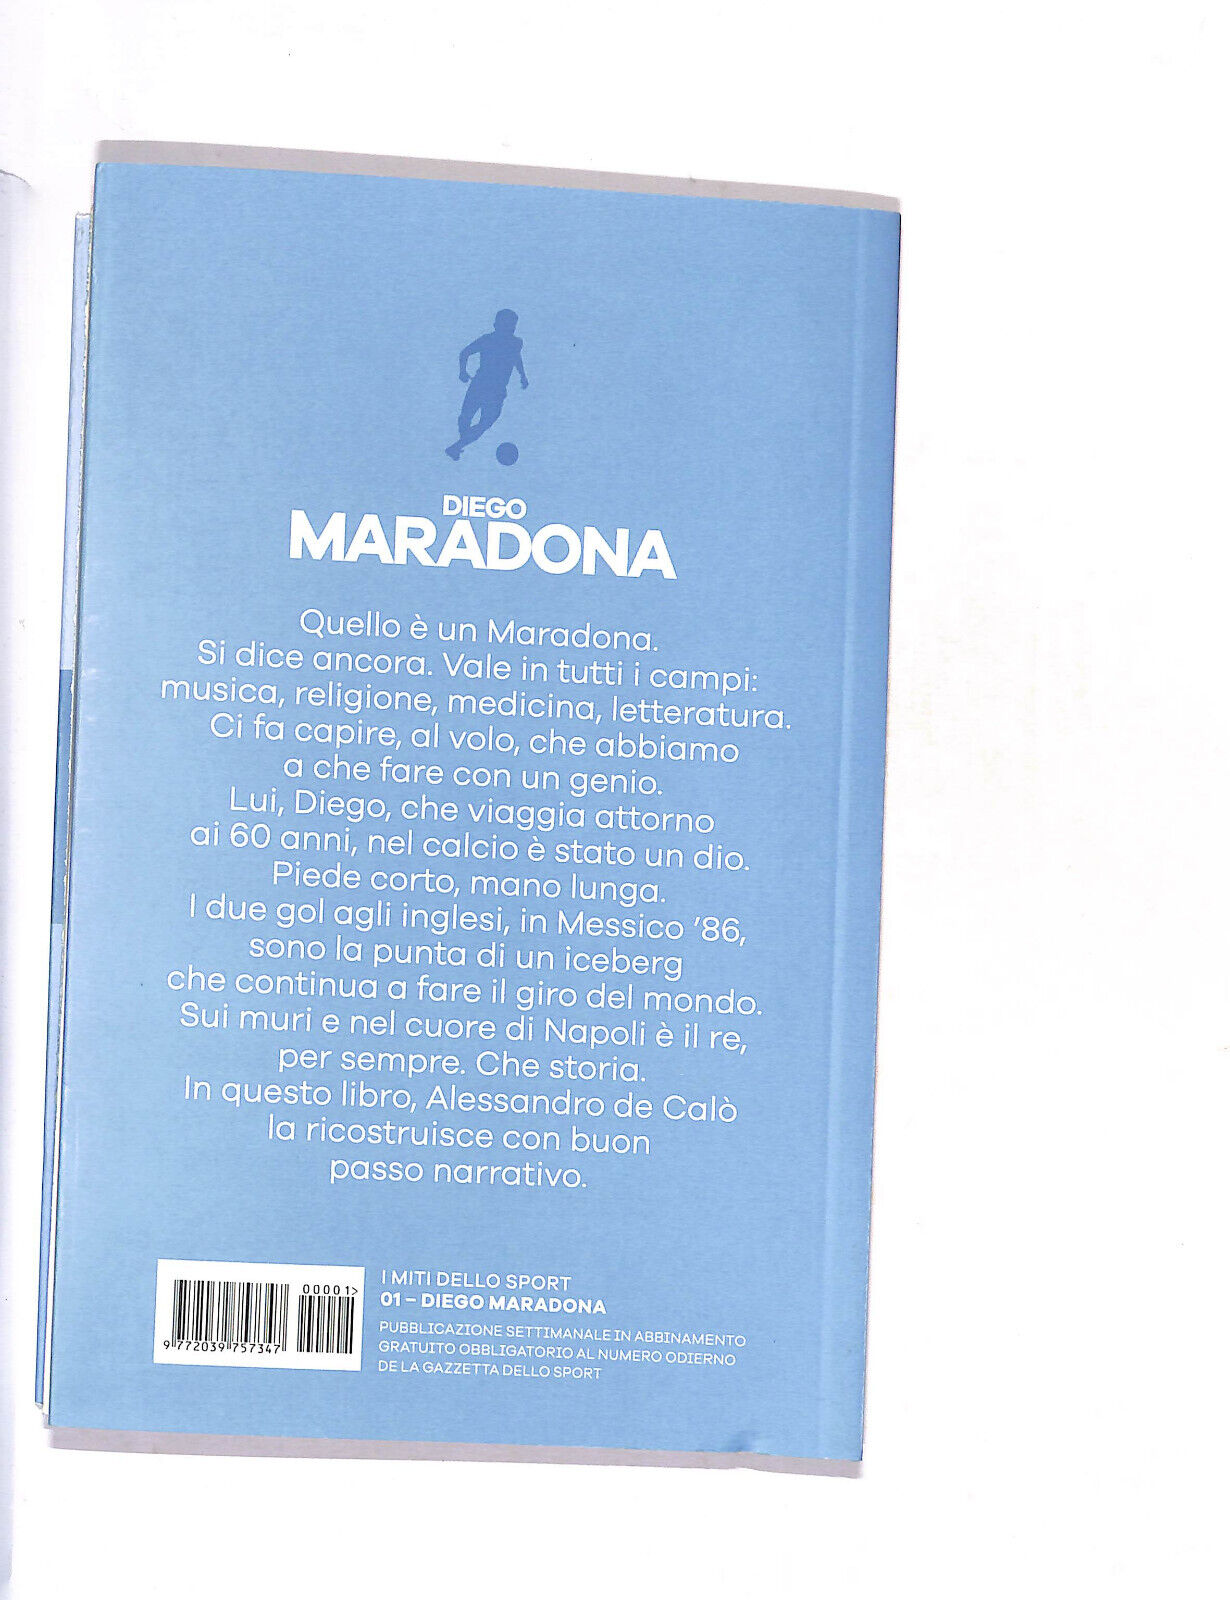 DIEGO
MARADONA
Quello è un Maradona.
Si dice ancora. Vale in tutti i campi:
musica, religione, medicina, letteratura.
Ci fa capire, al volo, che abbiamo
a che fare con un genio.
Lui, Diego, che viaggia attorno
ai 60 anni, nel calcio è stato un dio.
Piede corto, mano lunga.
I due gol agli inglesi, in Messico ’86,
sono la punta di un iceberg
che continua a fare il giro del mondo.
Sui muri e nel cuore di Napoli è il re,
per sempre. Che storia.
In questo libro, Alessandro de Calò
la ricostruisce con buon
passo narrativo.
00001>
9 772039 757347
I MITI DELLO SPORT
01 – DIEGO MARADONA
PUBBLICAZIONE SETTIMANALE IN ABBINAMENTO
GRATUITO OBBLIGATORIO AL NUMERO ODIERNO
DE LA GAZZETTA DELLO SPORT